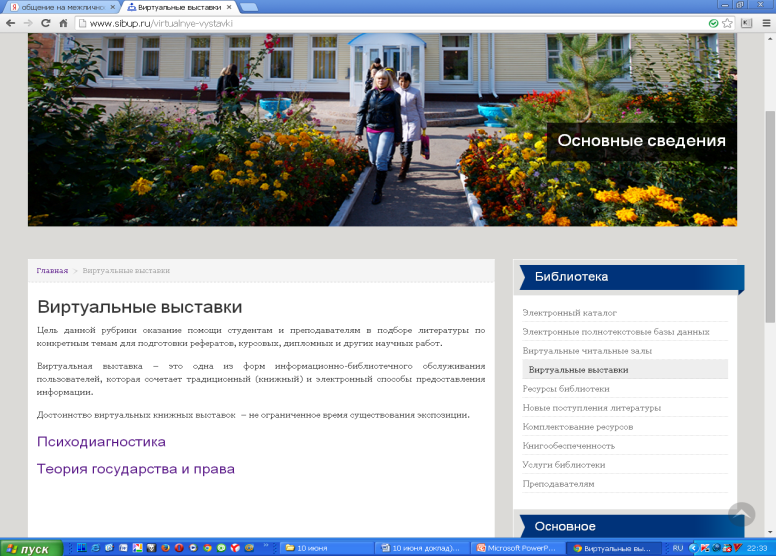 общение на межлично
Виртуальные выставки
www.sibup.ru/virtualnye-vystavki
Основные сведения
Главная > Виртуальные выставки
Виртуальные выставки
Цель данной рубрики оказание помощи студентам и преподавателям в подборе литературы по
конкретным темам для подготовки рефератов, курсовых, дипломных и других научных работ.
Виртуальная выставка – это одна из форм информационно-библиотечного обслуживания
пользователей, которая сочетает традиционный (книжный) и электронный способы предоставления
информации.
Достоинство виртуальных книжных выставок – не ограниченное время существования экспозиции.
Психодиагностика
Теория государства и права
Библиотека
Электронный каталог
Электронные полнотекстовые базы данных
Виртуальные читальные залы
Виртуальные выставки
Ресурсы библиотеки
Новые поступления литературы
Комплектование ресурсов
Книгообеспеченность
Услуги библиотеки
Преподавателям
Основное
пуск
10 июня
10 июня доклад)...
Microsoft PowerP...
Виртуальные вы...
RU
22:33